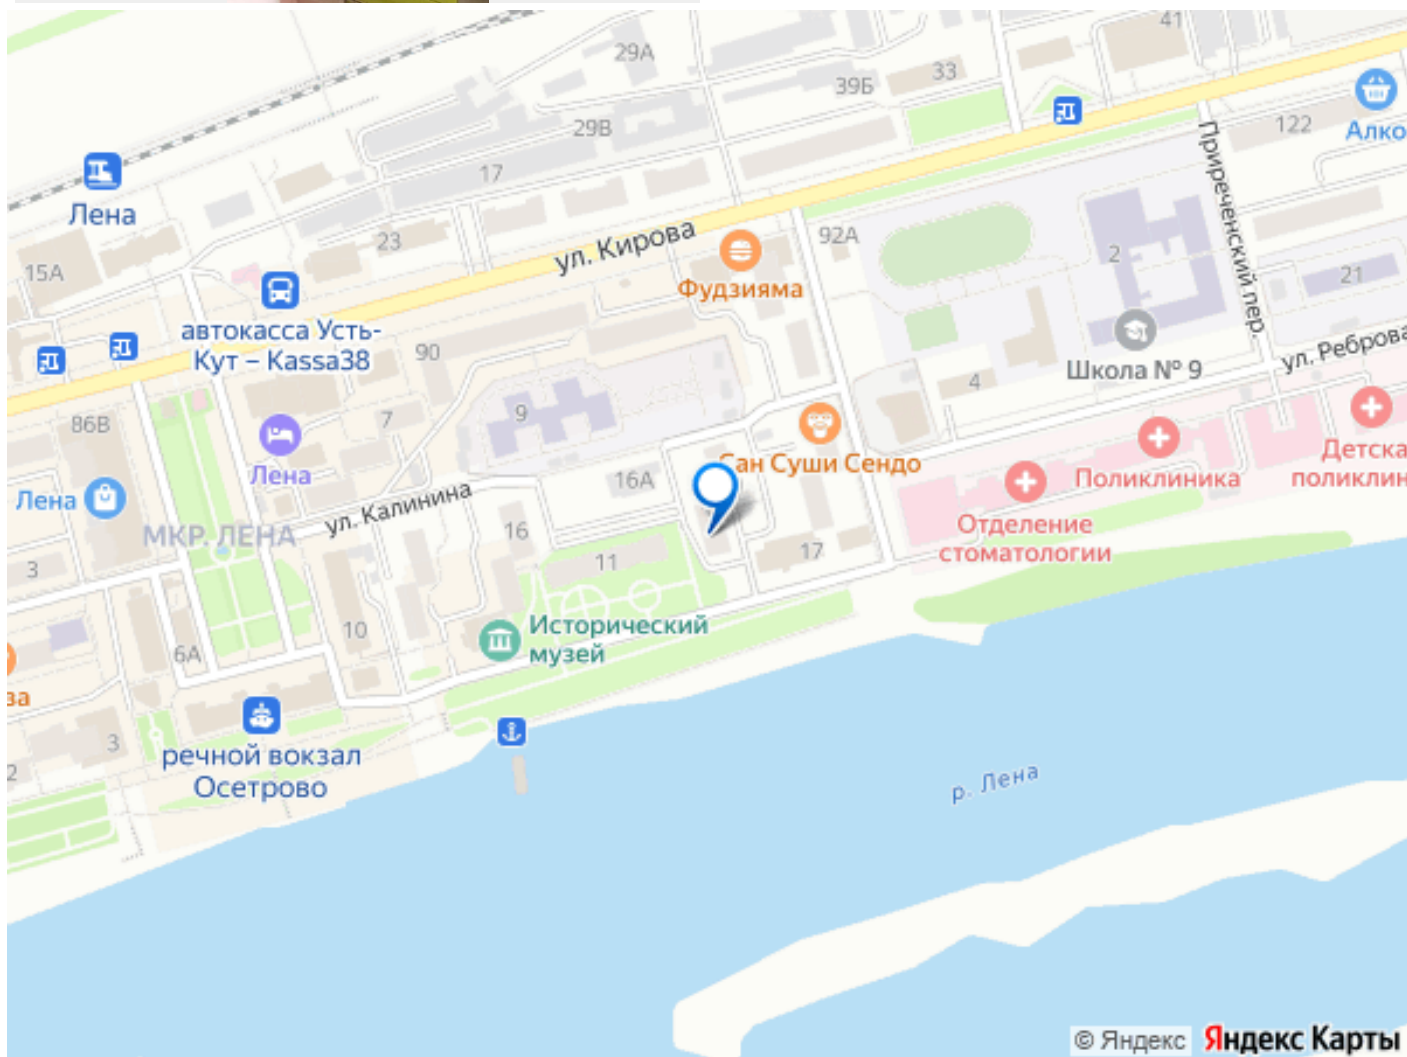 41
29А
33
39Б
122
Алко
29В
17
Лена
Приреченский пер.
23
ул. Кирова
92А
2
15А
21
Фудзияма
автокасса Усть-
Кут – Kassa38
90
ул. Реброва
Школа № 9
4
7
9
86В
Сан Суши Сендо
Детска
поликлин
Поликлиника
Лена
16А
Лена
ул. Калинина
МКР. ЛЕНА
16
Отделение
стоматологии
17
11
3
Исторический
музей
10
6А
за
3
речной вокзал
Осетрово
2
р. Лена
© Яндекс Яндекс Карты